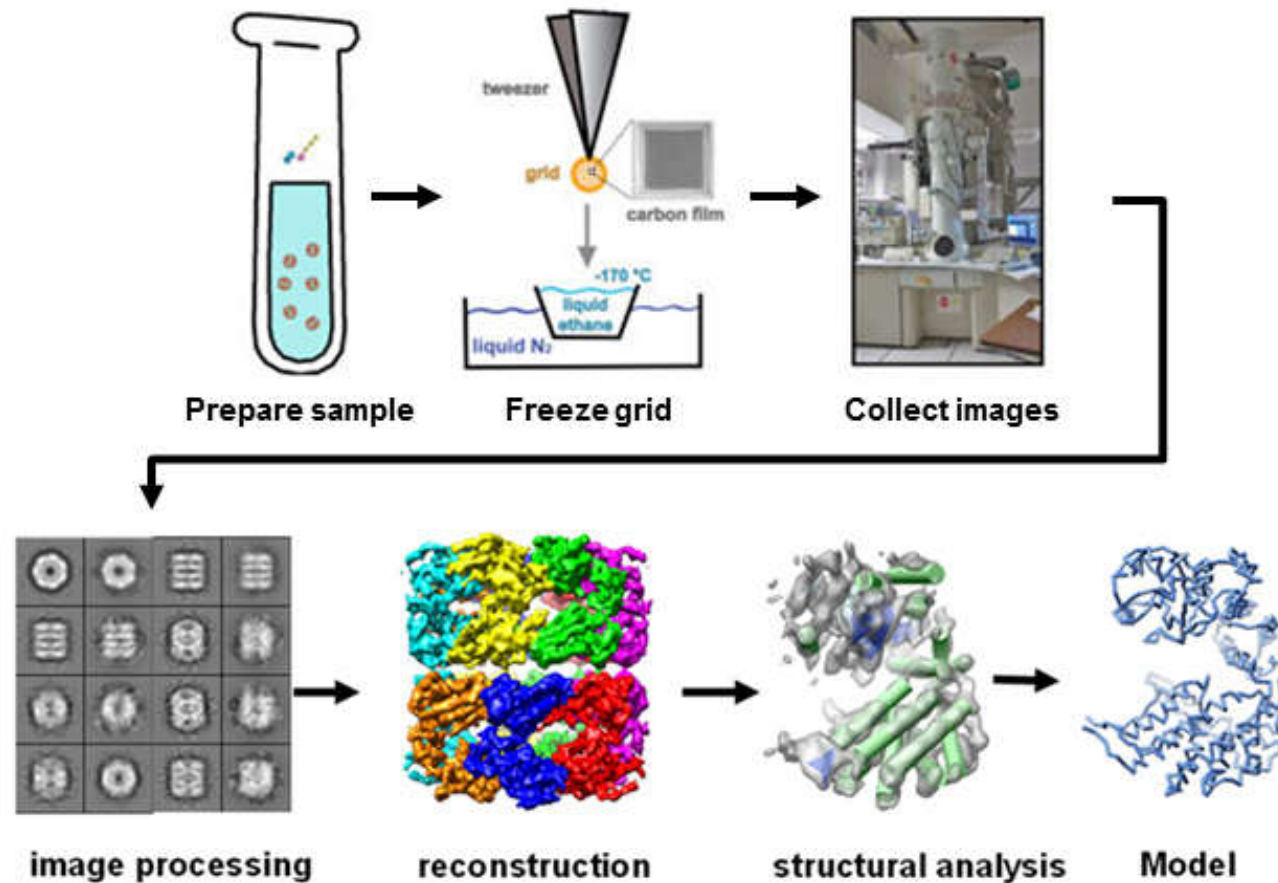 tweezer
grid
carbon film
-170 °C
liquid
ethane
liquid N₂
Prepare sample
Freeze grid
Collect images
image processing
reconstruction
structural analysis
Model